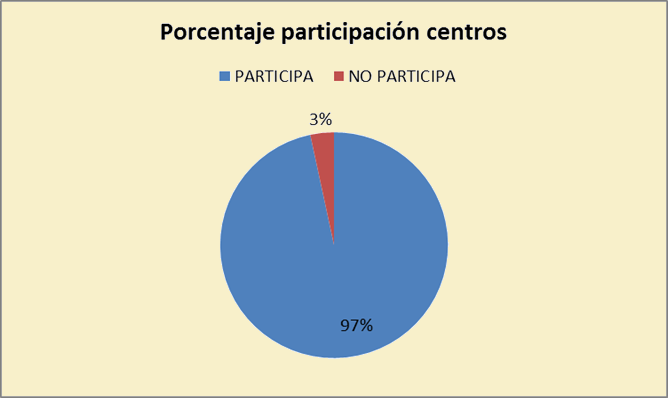 Porcentaje participación centros
PARTICIPA NO PARTICIPA
3%
97%